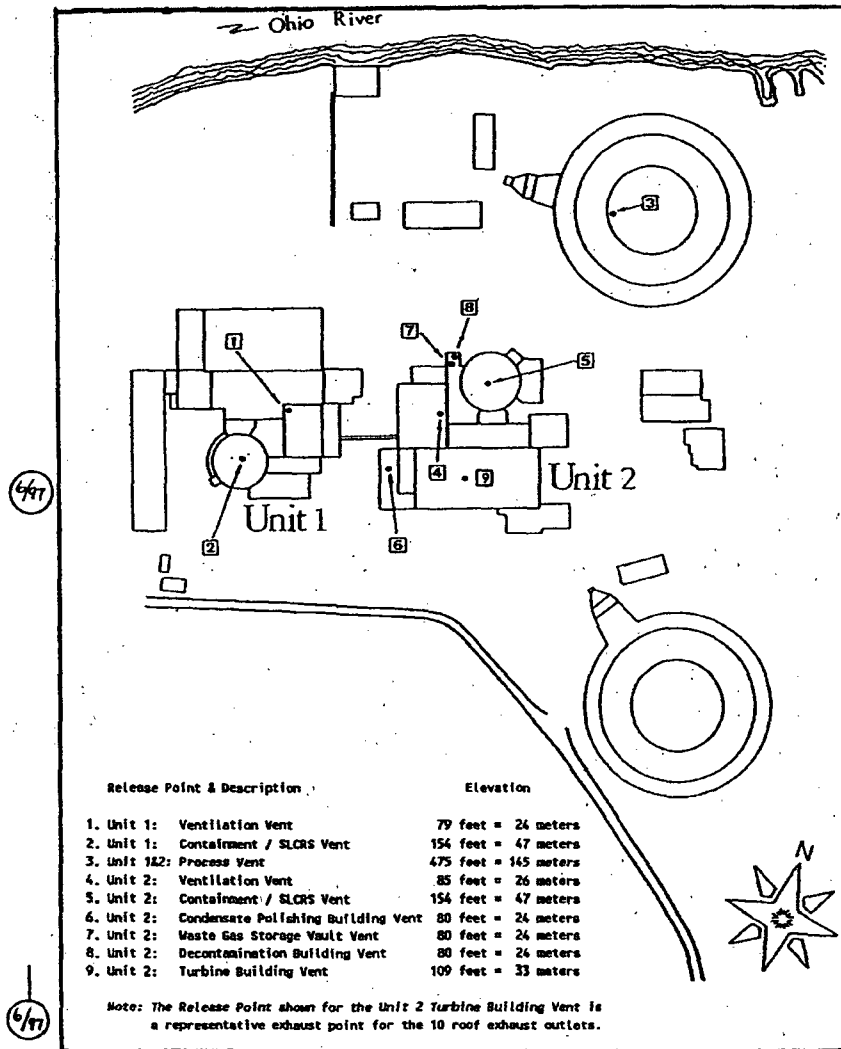 Ohio River
3
8
7
1
5
4
9
Unit 2
6/97
Unit 1
2
6
Release Point & Description Elevation
1. Unit 1: Ventilation Vent 79 feet = 24 meters
2. Unit 1: Containment / SLCRS Vent 154 feet = 47 meters
3. Unit 1&2: Process Vent 475 feet = 145 meters
4. Unit 2: Ventilation Vent 85 feet = 26 meters
5. Unit 2: Containment / SLCRS Vent 154 feet = 47 meters
6. Unit 2: Condensate Polishing Building Vent 80 feet = 24 meters
7. Unit 2: Waste Gas Storage Vault Vent 80 feet = 24 meters
8. Unit 2: Decontamination Building Vent 80 feet = 24 meters
9. Unit 2: Turbine Building Vent 109 feet = 33 meters
N
Note: The Release Point shown for the Unit 2 Turbine Building Vent is
a representative exhaust point for the 10 roof exhaust outlets.
6/97